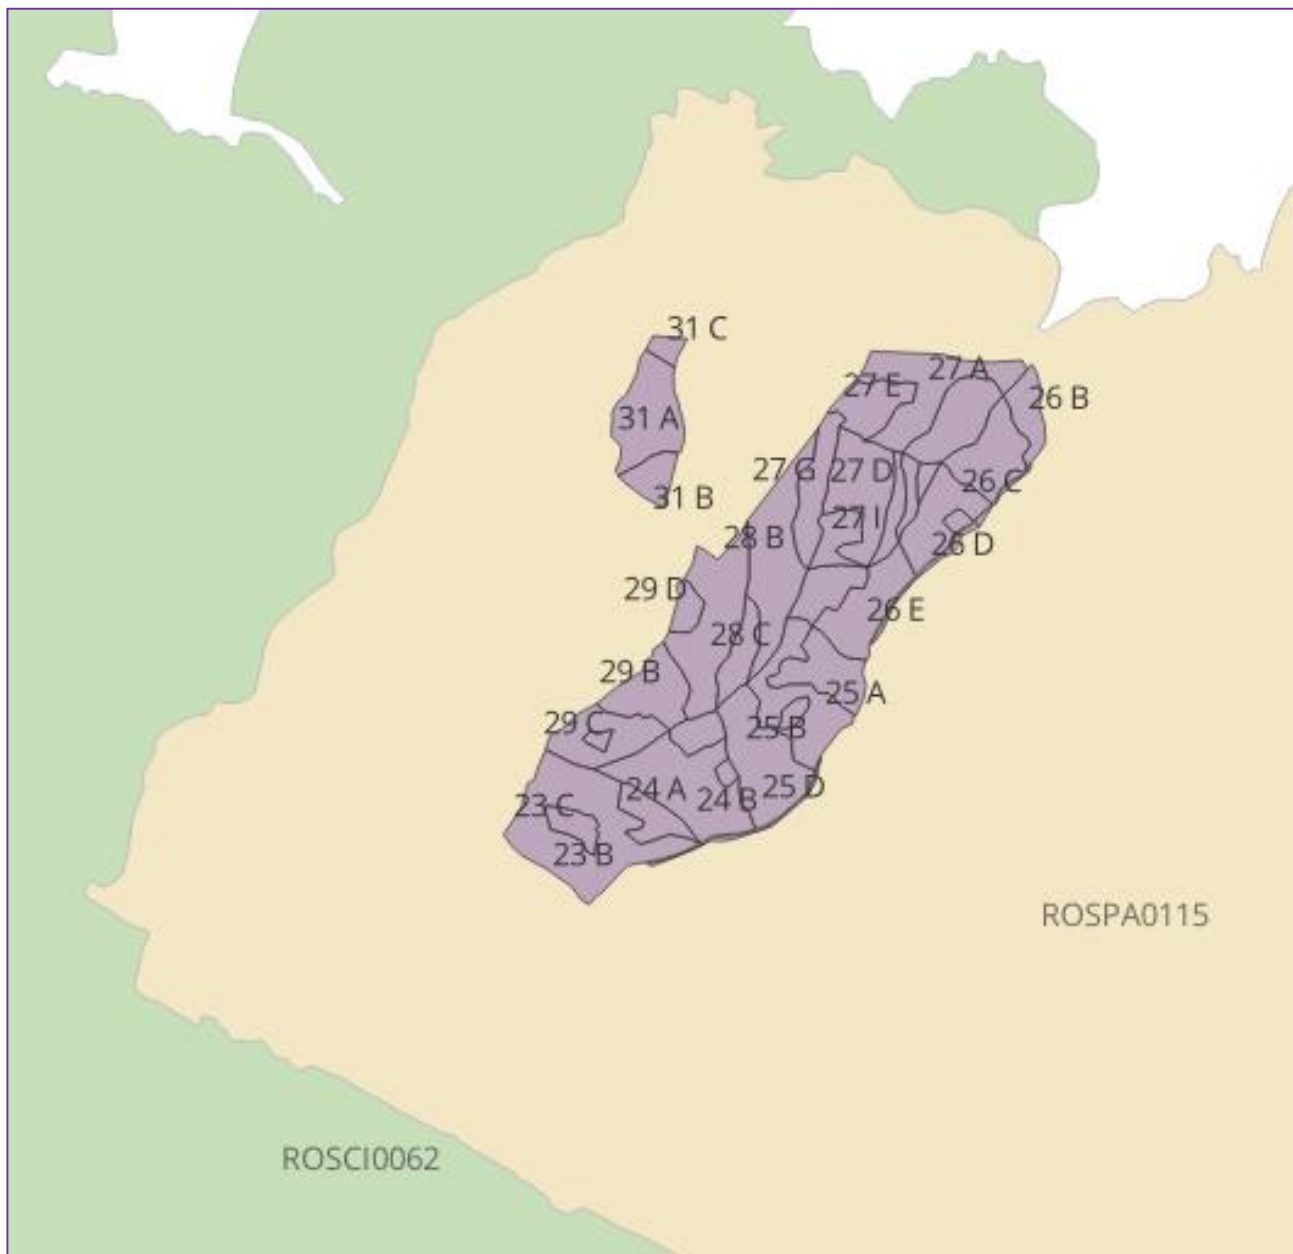 31 C
27 A
27 E
26 B
31 A
27 G
27 D
26 C
31 B
27 I
28 B
26 D
29 D
26 E
28 C
29 B
25 A
29 C
25 B
24 A
25 D
24 B
23 C
23 B
ROSPA0115
ROSCI0062